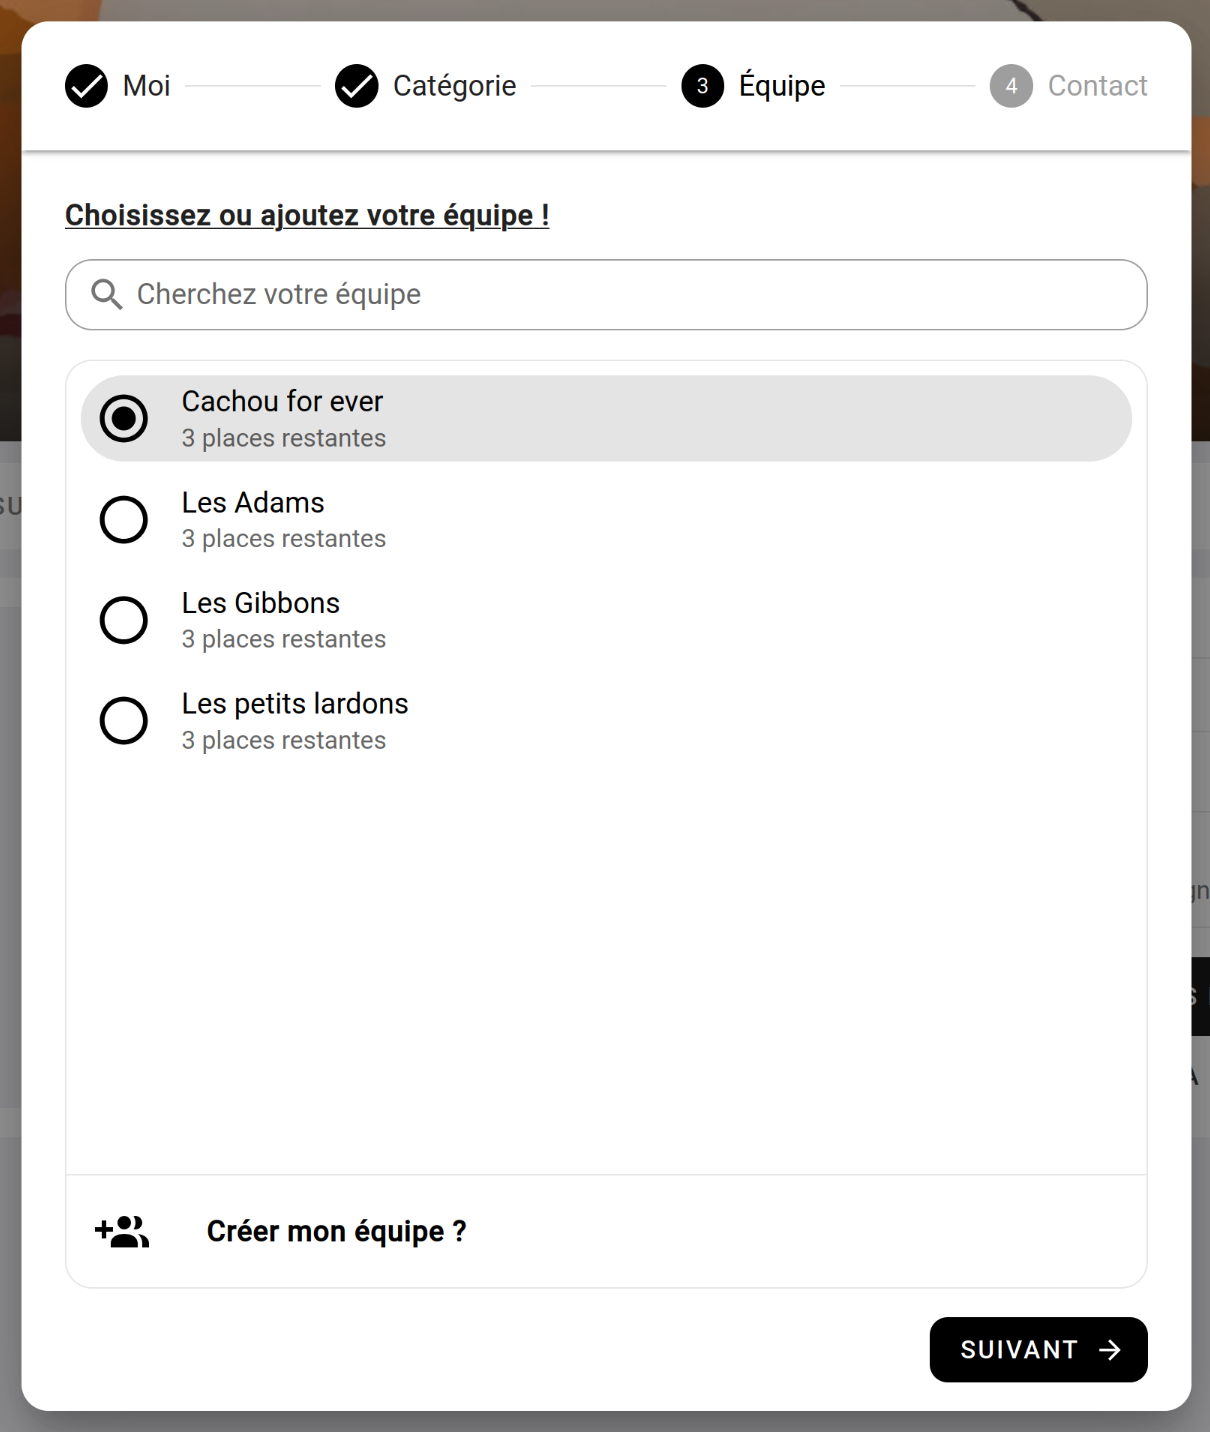 Moi
Catégorie
3 Équipe
4 Contact
Choisissez ou ajoutez votre équipe !
Cherchez votre équipe
Cachou for ever
3 places restantes
Les Adams
3 places restantes
Les Gibbons
3 places restantes
Les petits lardons
3 places restantes
Créer mon équipe ?
SUIVANT